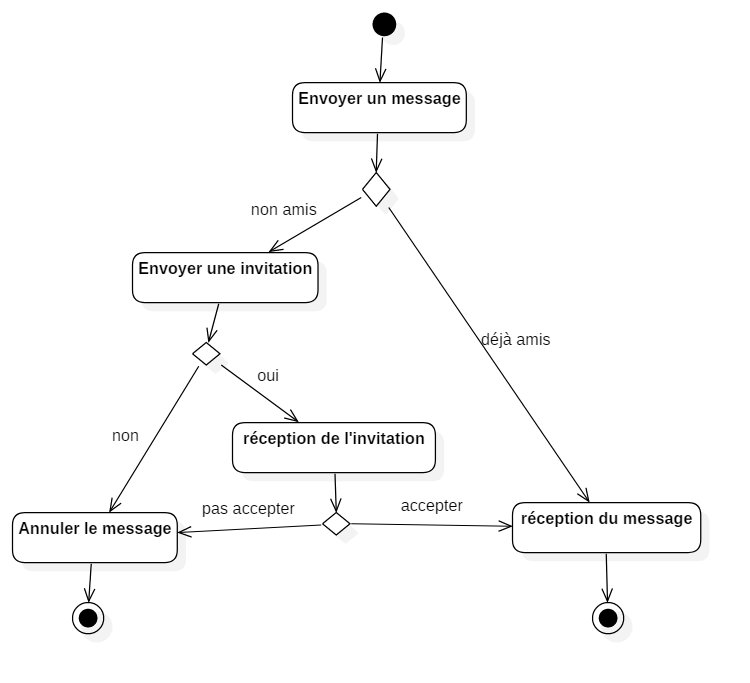 Envoyer un message
non amis
Envoyer une invitation
déjà amis
oui
non
réception de l'invitation
pas accepter
accepter
Annuler le message
réception du message